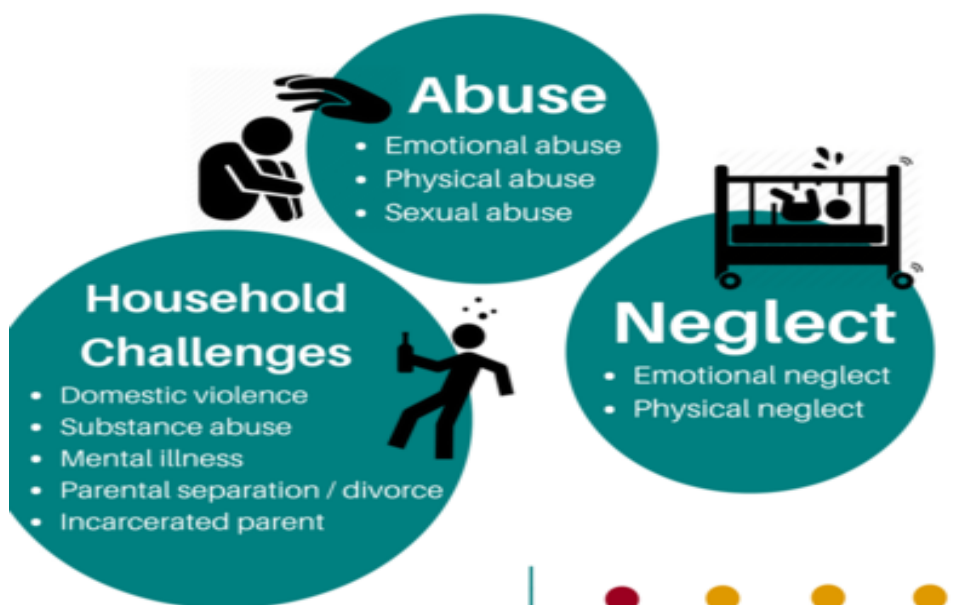 Abuse
• Emotional abuse
• Physical abuse
• Sexual abuse
Household
Challenges
• Domestic violence
• Substance abuse
• Mental illness
• Parental separation / divorce
• Incarcerated parent
Neglect
• Emotional neglect
• Physical neglect